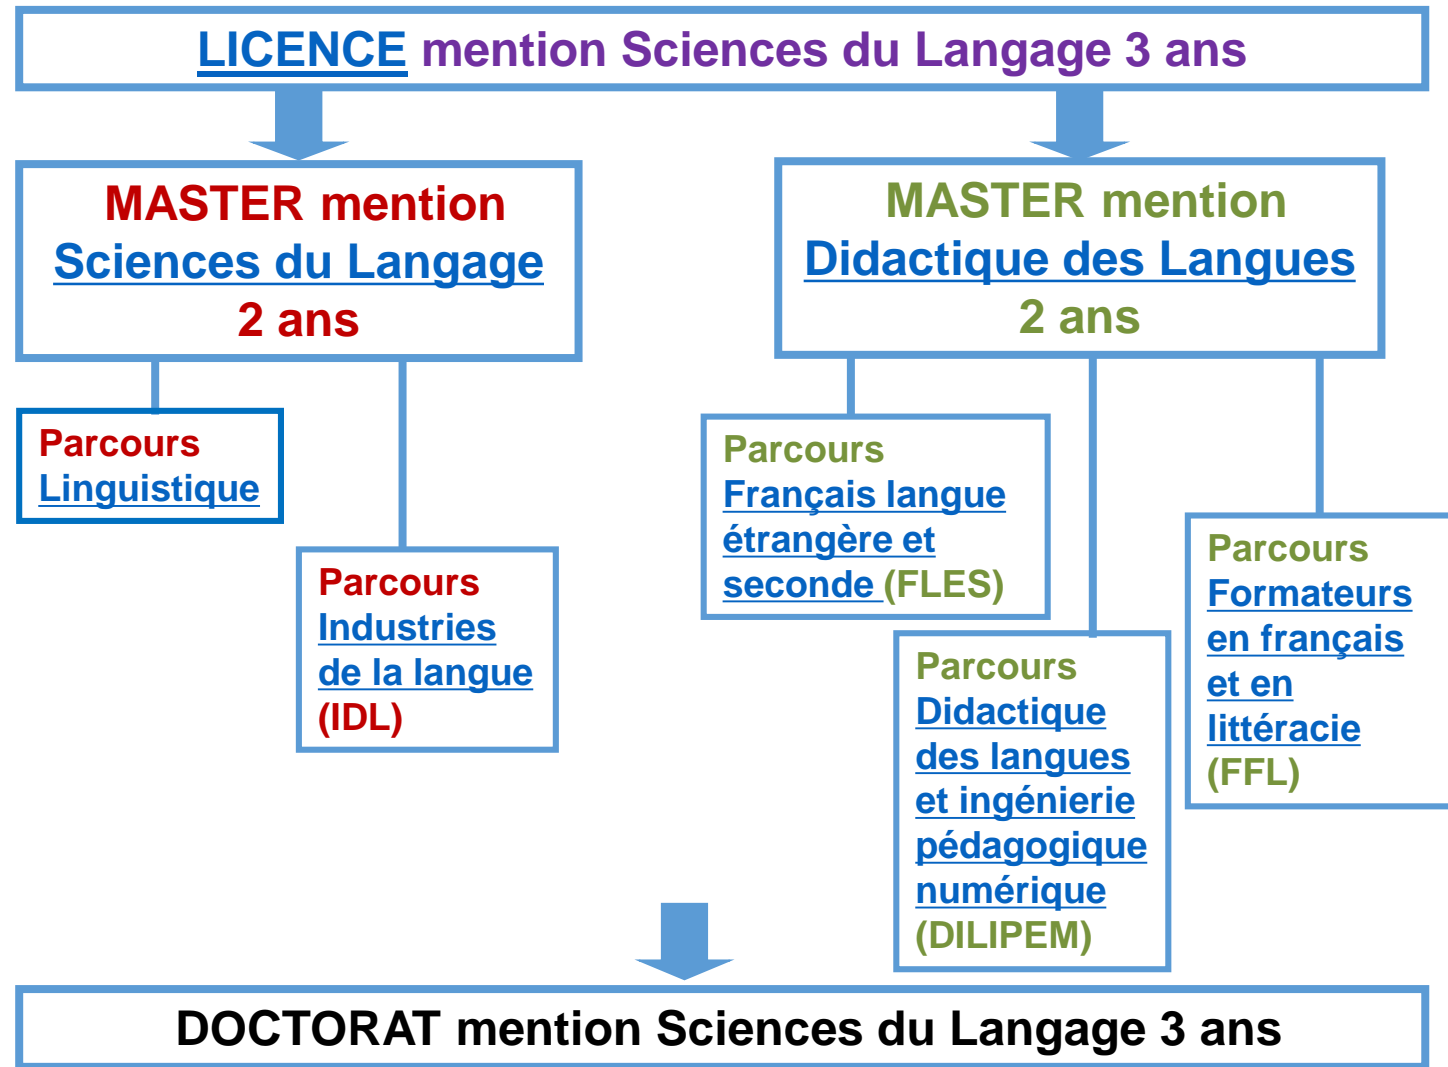 LICENCE mention Sciences du Langage 3 ans
MASTER mention
Sciences du Langage
2 ans
MASTER mention
Didactique des Langues
2 ans
Parcours
Linguistique
Parcours
Industries
de la langue
(IDL)
Parcours
Français langue
étrangère et
seconde (FLES)
Parcours
Didactique
des langues
et ingénierie
pédagogique
numérique
(DILIPEM)
Parcours
Formateurs
en français
et en
littéracie
(FFL)
DOCTORAT mention Sciences du Langage 3 ans